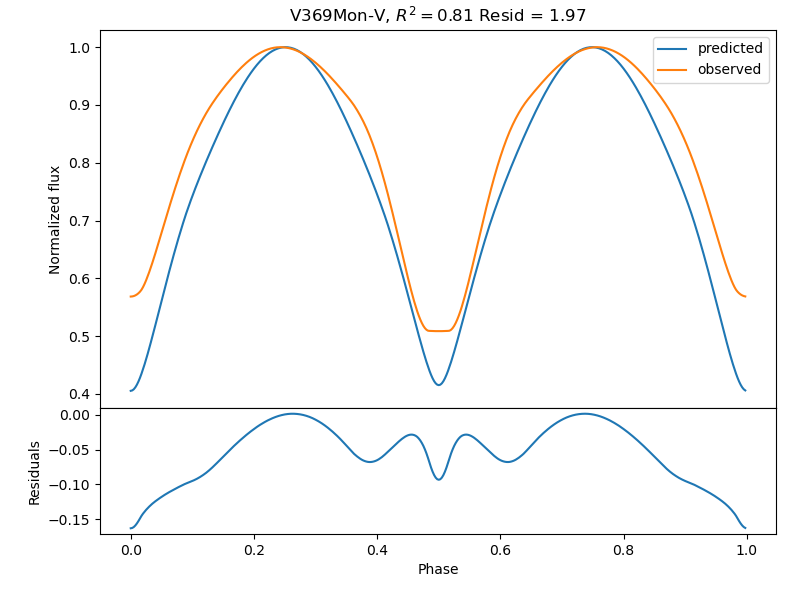 V369Mon-V, R² = 0.81 Resid = 1.97
predicted
observed
Normalized flux
1.0
0.9
0.8
0.7
0.6
0.5
0.4
Residuals
0.00
−0.05
−0.10
−0.15
0.0 0.2 0.4 0.6 0.8 1.0
Phase